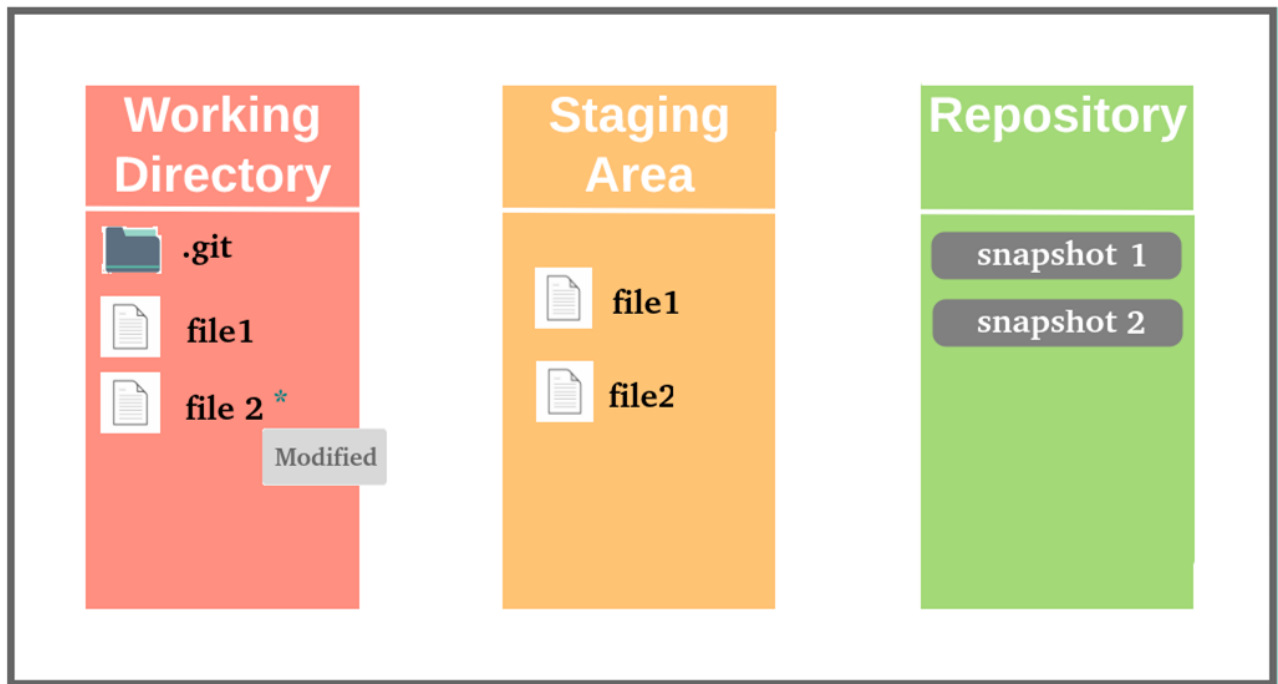 Working
Directory
.git
file1
file 2 *
Modified
Staging
Area
file1
file2
Repository
snapshot 1
snapshot 2